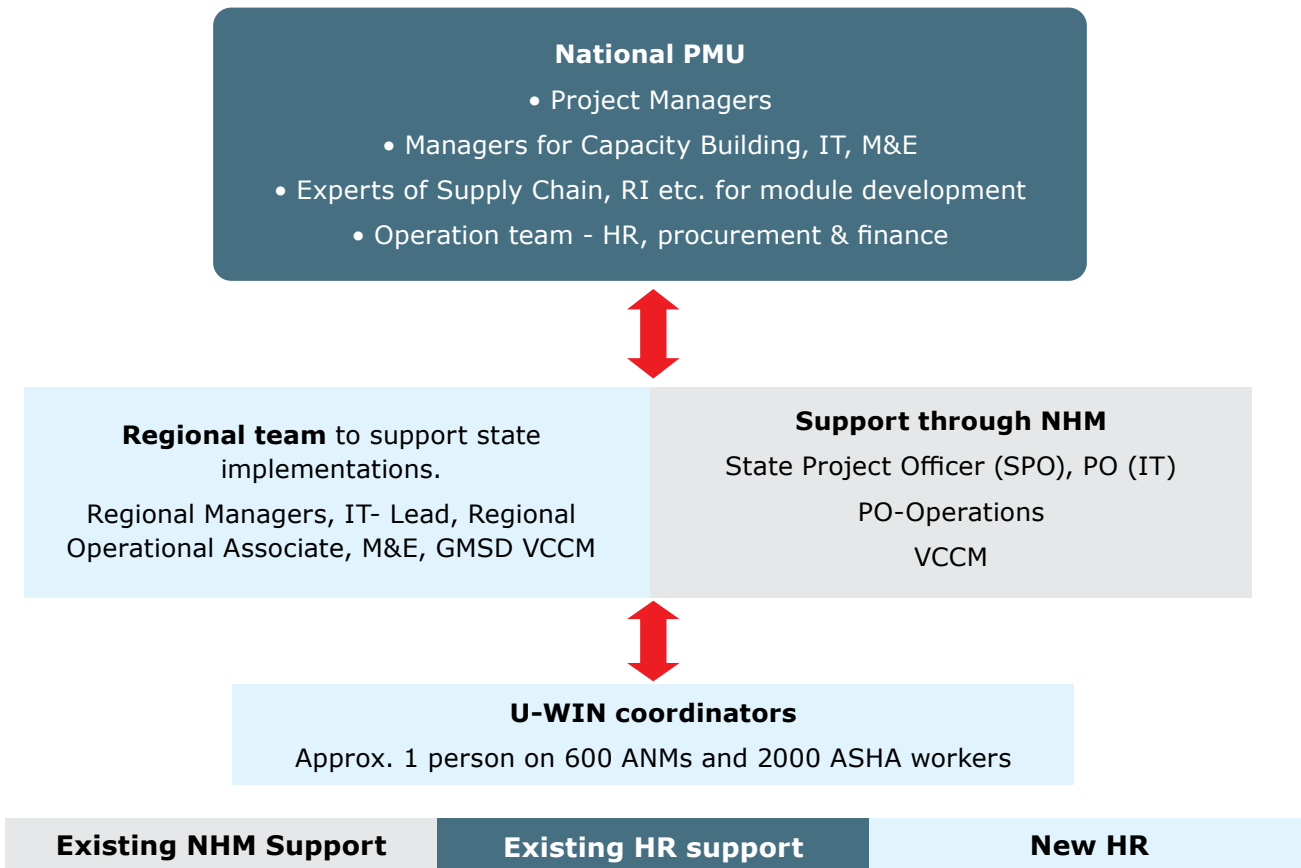 National PMU
• Project Managers
• Managers for Capacity Building, IT, M&E
• Experts of Supply Chain, RI etc. for module development
• Operation team - HR, procurement & finance
Regional team to support state
implementations.
Regional Managers, IT- Lead, Regional
Operational Associate, M&E, GMSD VCCM
Support through NHM
State Project Officer (SPO), PO (IT)
PO-Operations
VCCM
U-WIN coordinators
Approx. 1 person on 600 ANMs and 2000 ASHA workers
Existing NHM Support
Existing HR support
New HR